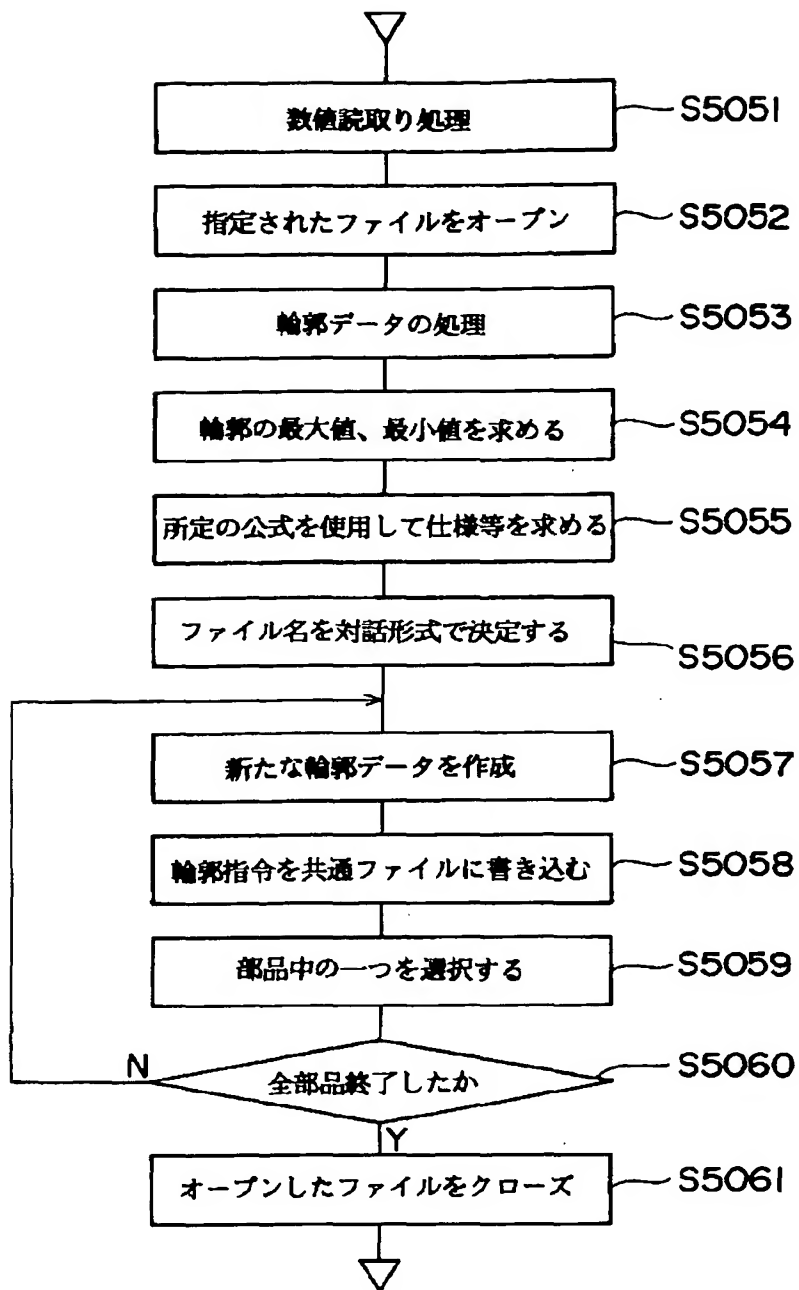 数値読取り処理
S5051
指定されたファイルをオープン
S5052
輪郭データの処理
S5053
輪郭の最大値、最小値を求める
S5054
所定の公式を使用して仕様等を求める
S5055
ファイル名を対話形式で決定する
S5056
新たな輪郭データを作成
S5057
輪郭指令を共通ファイルに書き込む
S5058
部品中の一つを選択する
S5059
N
全部品終了したか
S5060
Y
オープンしたファイルをクローズ
S5061